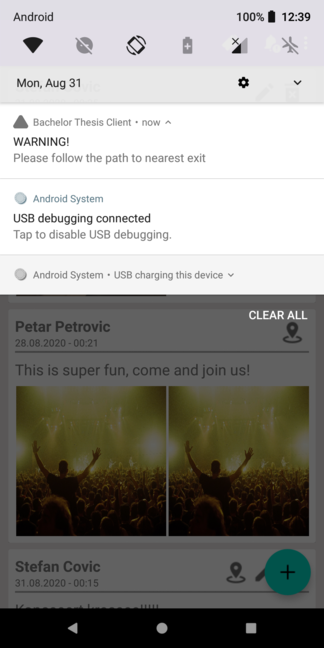 Android 100% 12:39
Mon, Aug 31
Bachelor Thesis Client • now
WARNING!
Please follow the path to nearest exit
Android System
USB debugging connected
Tap to disable USB debugging.
Android System • USB charging this device
CLEAR ALL
Petar Petrovic
28.08.2020 - 00:21
This is super fun, come and join us!
Stefan Covic
31.08.2020 - 00:15